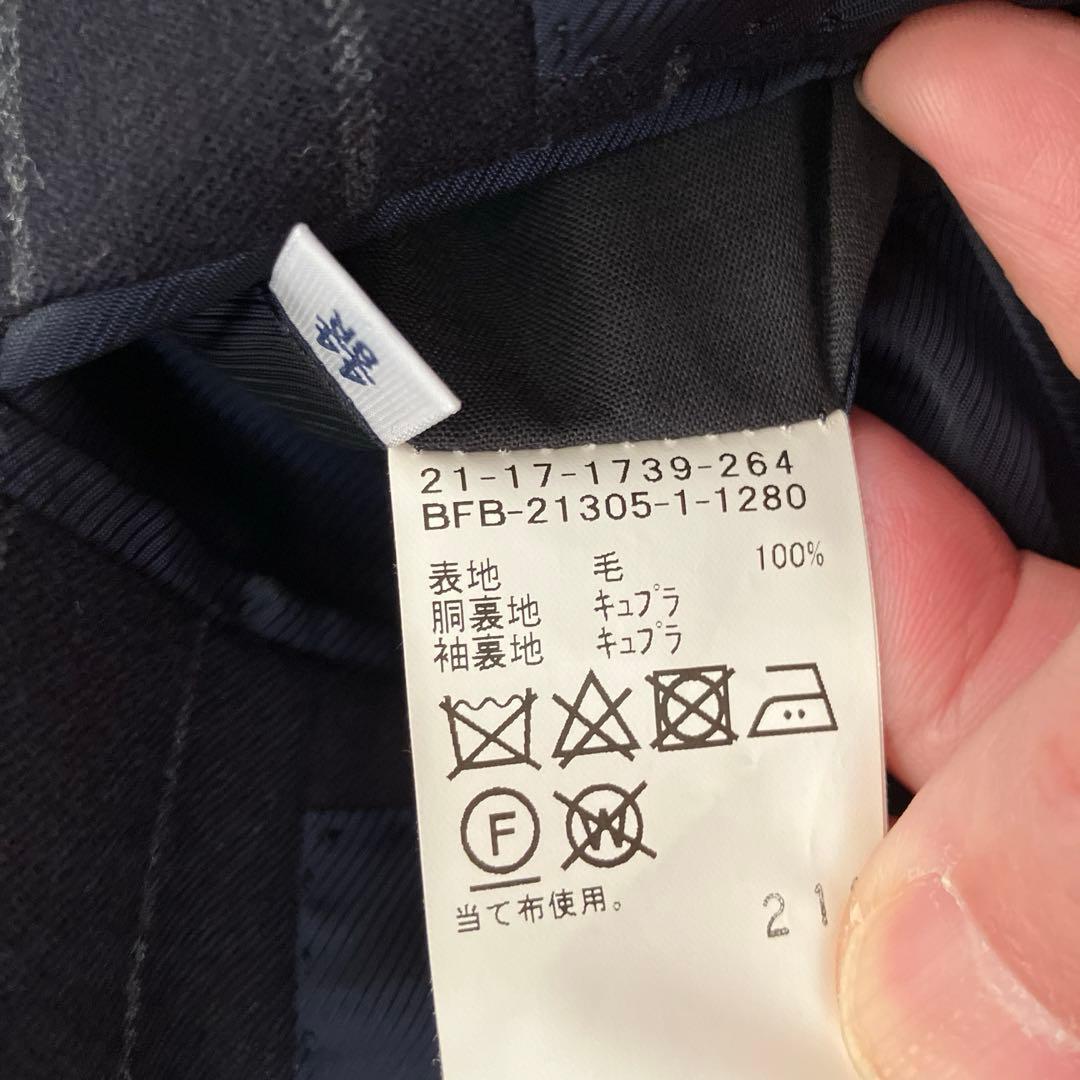 21-17-1739-264
BFB-21305-1-1280
表地 毛 100%
胴裏地 キュプラ
袖裏地 キュプラ
F
W
当て布使用。
21